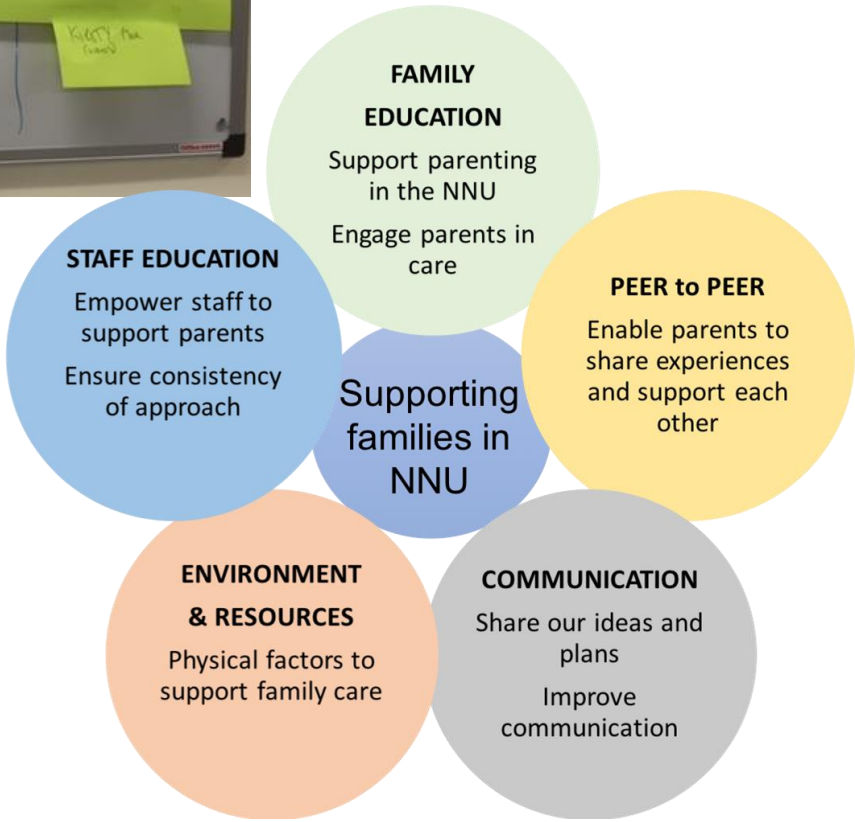 KIRSTY
FAMILY
EDUCATION
Support parenting
in the NNU
Engage parents in
care
STAFF EDUCATION
Empower staff to
support parents
Ensure consistency
of approach
PEER to PEER
Enable parents to
share experiences
and support each
other
Supporting
families in
NNU
ENVIRONMENT
& RESOURCES
Physical factors to
support family care
COMMUNICATION
Share our ideas and
plans
Improve
communication